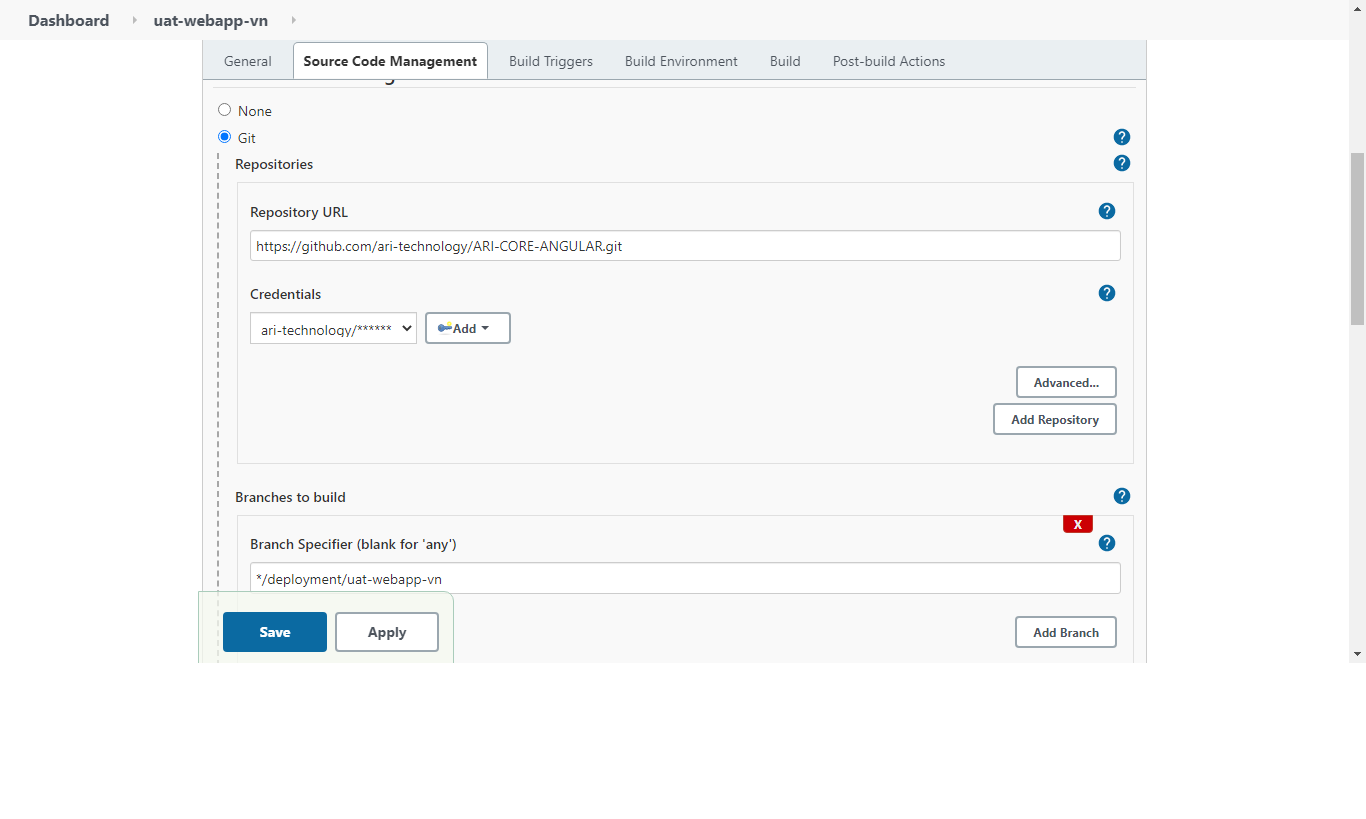 Dashboard uat-webapp-vn
General Source Code Management Build Triggers Build Environment Build Post-build Actions
None
Git ?
Repositories ?
Repository URL ?
https://github.com/ari-technology/ARI-CORE-ANGULAR.git
Credentials ?
ari-technology/****** Add
Advanced...
Add Repository
Branches to build ?
X
Branch Specifier (blank for 'any') ?
*/deployment/uat-webapp-vn
Save Apply Add Branch